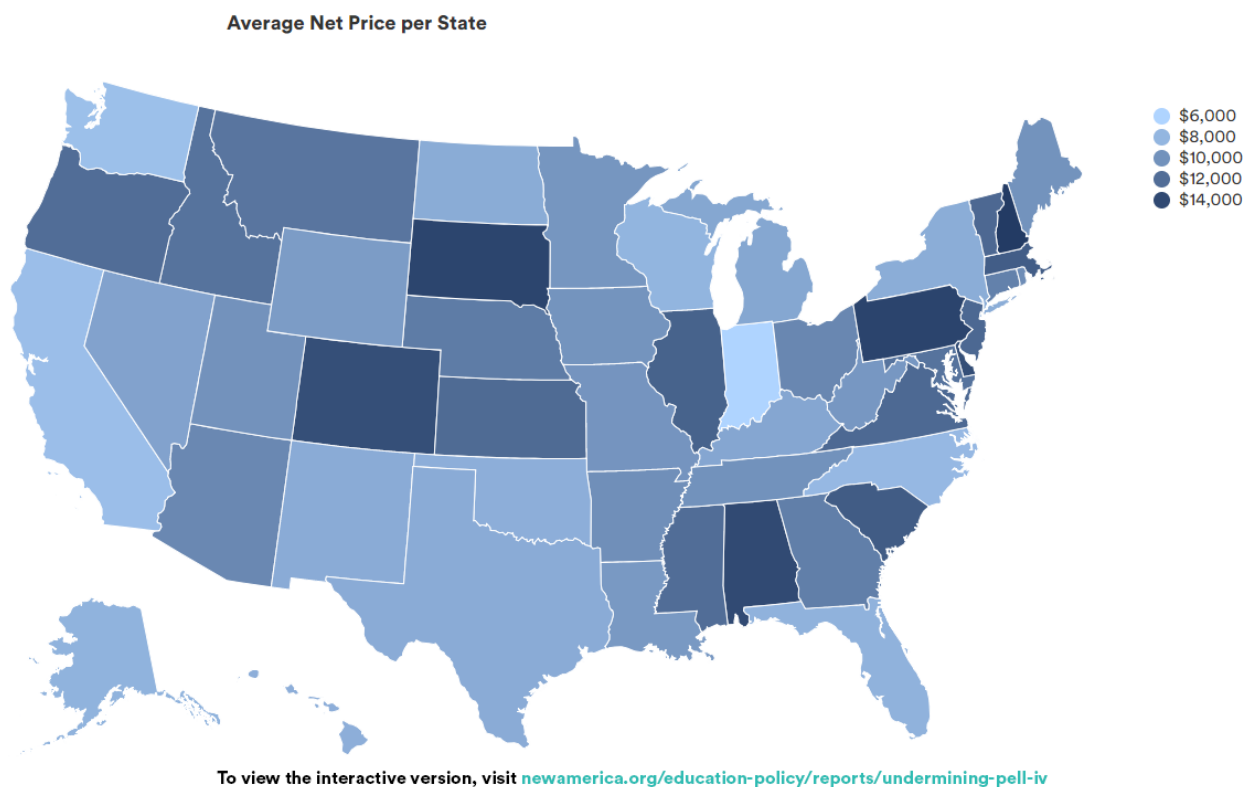 Average Net Price per State
$6,000
$8,000
$10,000
$12,000
$14,000
To view the interactive version, visit newamerica.org/education-policy/reports/undermining-pell-iv